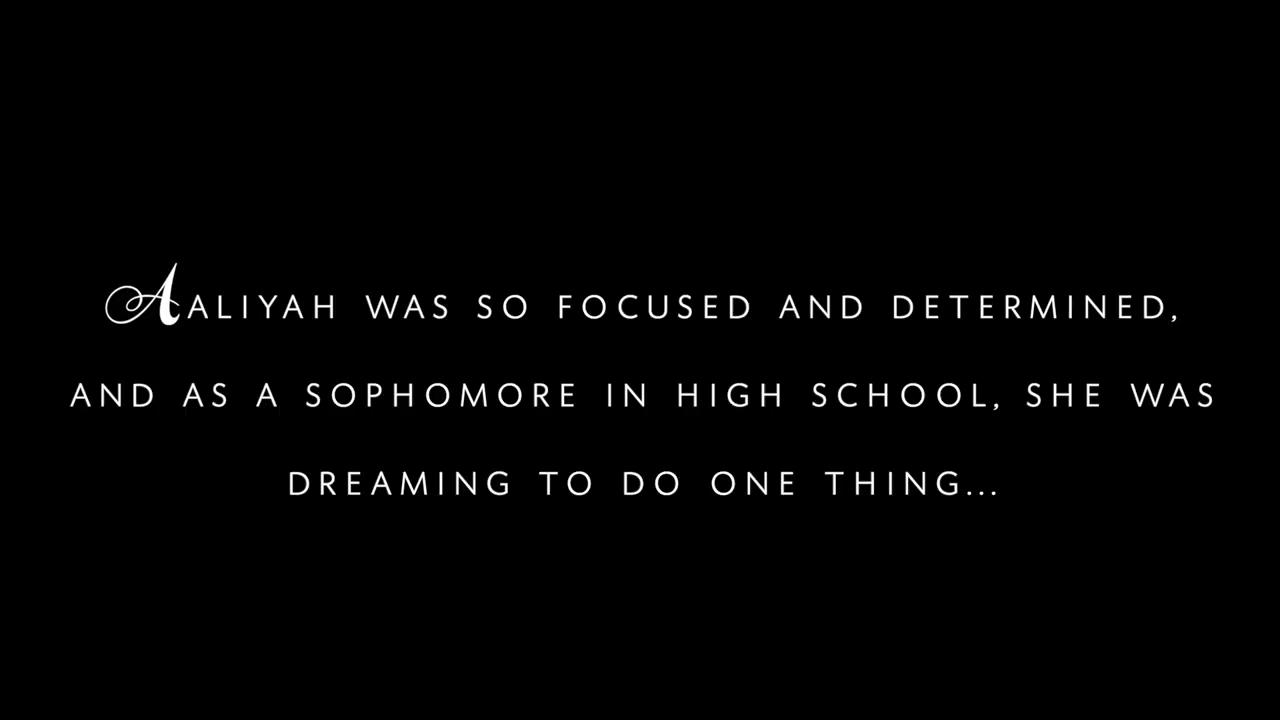 AALIYAH WAS SO FOCUSED AND DETERMINED,
AND AS A SOPHOMORE IN HIGH SCHOOL, SHE WAS
DREAMING TO DO ONE THING...